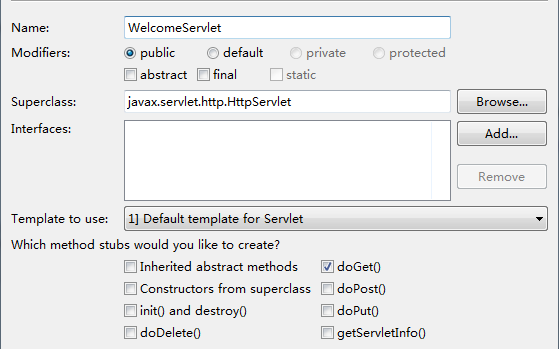 Name: WelcomeServlet
Modifiers: public default private protected
abstract final static
Superclass: javax.servlet.http.HttpServlet Browse...
Interfaces: Add...
Remove
Template to use: 1] Default template for Servlet
Which method stubs would you like to create?
Inherited abstract methods doGet()
Constructors from superclass doPost()
init() and destroy() doPut()
doDelete() getServletInfo()